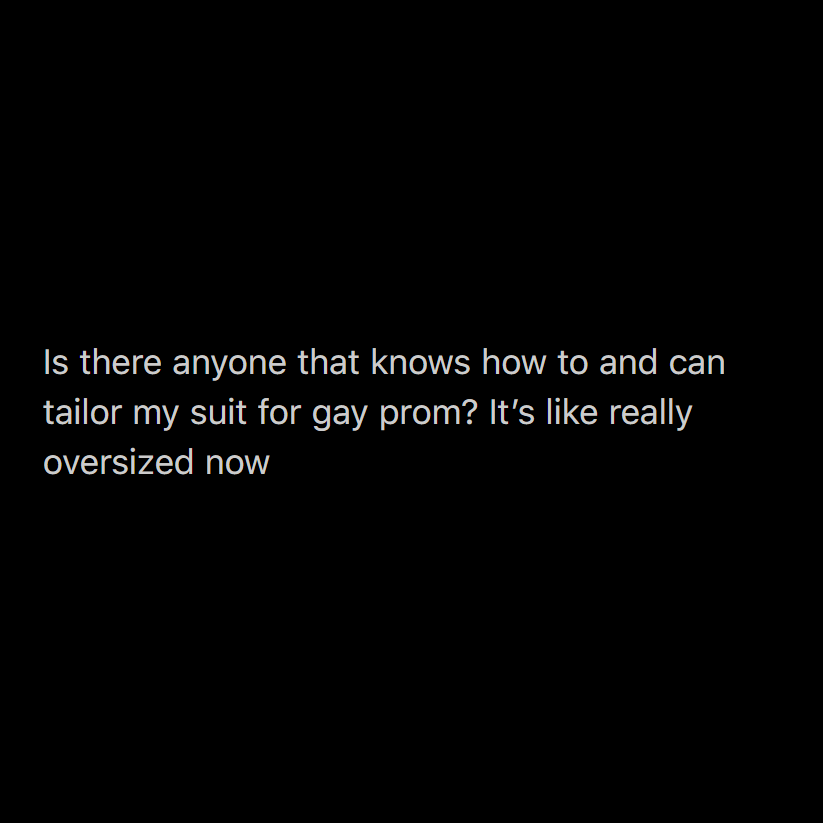 Is there anyone that knows how to and can
tailor my suit for gay prom? It’s like really
oversized now